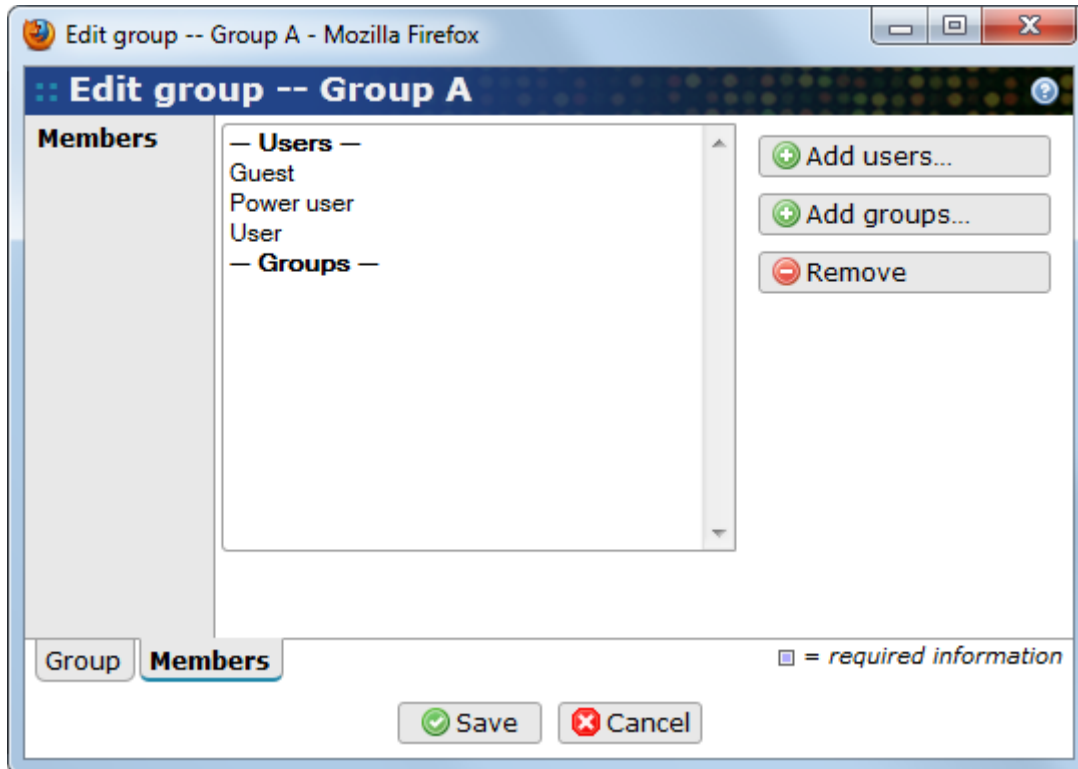 Edit group -- Group A - Mozilla Firefox
:: Edit group -- Group A
Members
— Users —
Guest
Power user
User
— Groups —
Add users...
Add groups...
Remove
Group
Members
= required information
Save
Cancel